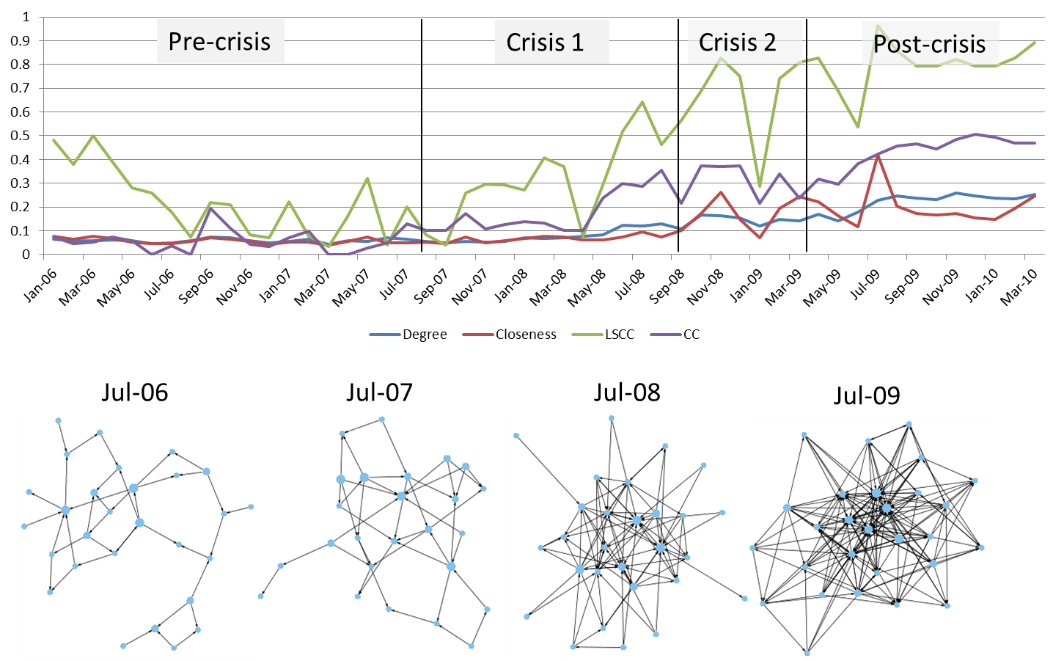 1
0.9
0.8
0.7
0.6
0.5
0.4
0.3
0.2
0.1
0
Pre-crisis
Crisis 1
Crisis 2
Post-crisis
Jan-06
Mar-06
May-06
Jul-06
Sep-06
Nov-06
Jan-07
Mar-07
May-07
Jul-07
Sep-07
Nov-07
Jan-08
Mar-08
May-08
Jul-08
Sep-08
Nov-08
Jan-09
Mar-09
May-09
Jul-09
Sep-09
Nov-09
Jan-10
Mar-10
Degree Closeness LSCC CC
Jul-06
Jul-07
Jul-08
Jul-09